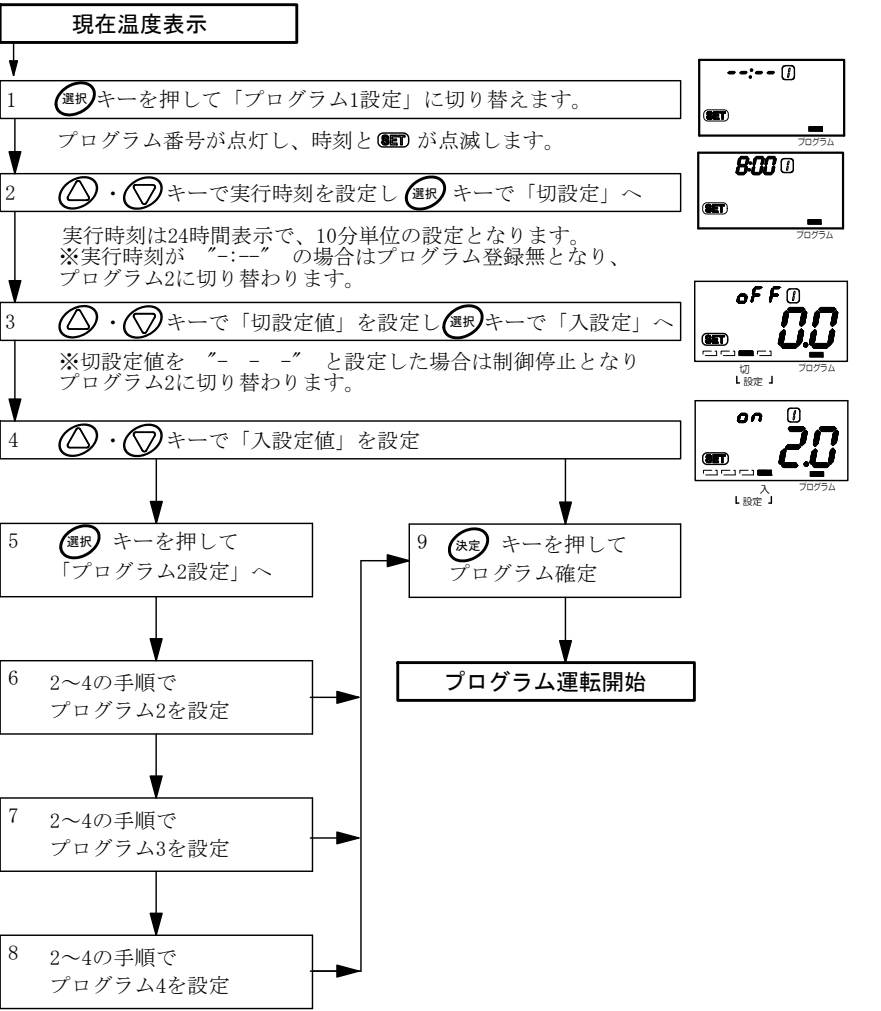 現在温度表示
1 選択キーを押して「プログラム1設定」に切り替えます。
--:-- 1
SET
プログラム
プログラム番号が点灯し、時刻とSETが点滅します。
2 △・▽キーで実行時刻を設定し選択キーで「切設定」へ
8:00 1
SET
プログラム
実行時刻は24時間表示で、10分単位の設定となります。
※実行時刻が ″-:--″ の場合はプログラム登録無となり、
プログラム2に切り替わります。
3 △・▽キーで「切設定値」を設定し選択キーで「入設定」へ
oFF 1
0.0
SET
切 プログラム
┗ 設定 ┛
※切設定値を ″- - -″ と設定した場合は制御停止となり
プログラム2に切り替わります。
4 △・▽キーで「入設定値」を設定
on 1
2.0
SET
入 プログラム
┗ 設定 ┛
5 選択 キーを押して
「プログラム2設定」へ
9 決定 キーを押して
プログラム確定
6 2~4の手順で
プログラム2を設定
プログラム運転開始
7 2~4の手順で
プログラム3を設定
8 2~4の手順で
プログラム4を設定